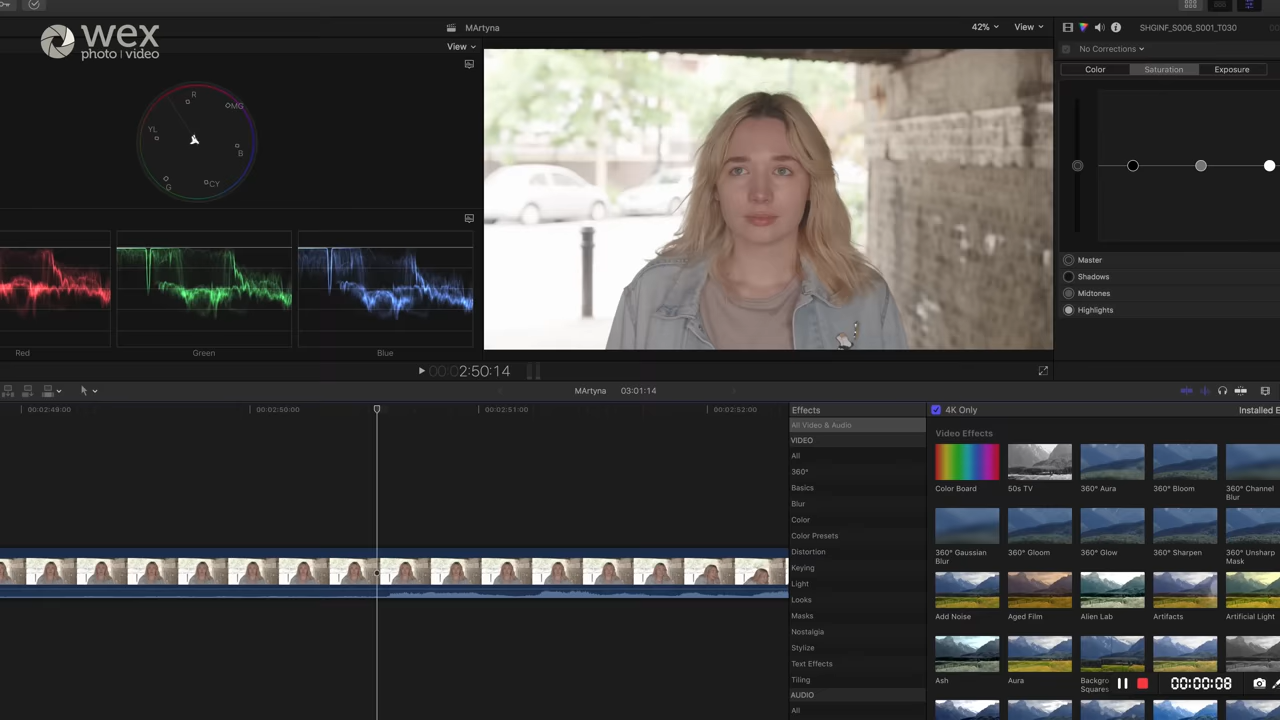 wex
photo | video
MArtyna
42%
View
SHGINF_S006_S001_T030
View
No Corrections
Color
Saturation
Exposure
R
MG
YL
B
G
CY
Master
Shadows
Midtones
Highlights
Red
Green
Blue
00:00:02:50:14
MArtyna
03:01:14
00:02:49:00
00:02:50:00
00:02:51:00
00:02:52:00
Effects
4K Only
Installed E
All Video & Audio
VIDEO
All
360°
Basics
Blur
Color
Color Presets
Distortion
Keying
Light
Looks
Masks
Nostalgia
Stylize
Text Effects
Tiling
AUDIO
All
Video Effects
Color Board
50s TV
360° Aura
360° Bloom
360° Channel
Blur
360° Gaussian
Blur
360° Gloom
360° Glow
360° Sharpen
360° Unsharp
Mask
Add Noise
Aged Film
Alien Lab
Artifacts
Artificial Light
Ash
Aura
Backgro
Squares
00:00:08